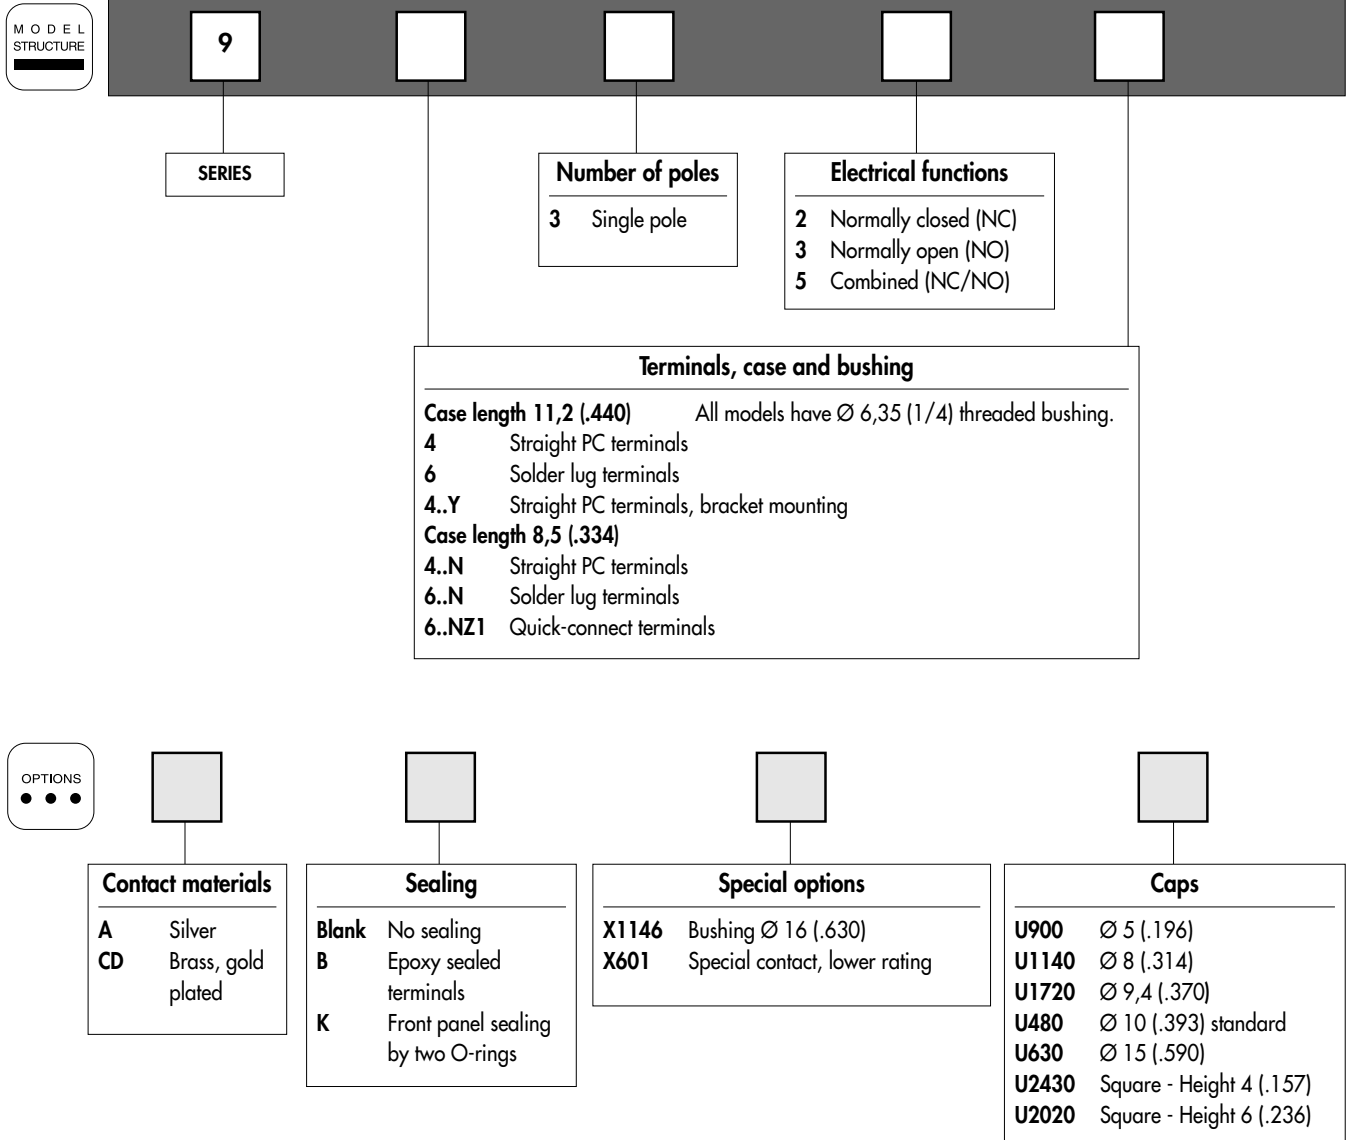 MODEL
STRUCTURE
9
SERIES
Number of poles
3 Single pole
Electrical functions
2 Normally closed (NC)
3 Normally open (NO)
5 Combined (NC/NO)
Terminals, case and bushing
Case length 11,2 (.440) All models have Ø 6,35 (1/4) threaded bushing.
4 Straight PC terminals
6 Solder lug terminals
4..Y Straight PC terminals, bracket mounting
Case length 8,5 (.334)
4..N Straight PC terminals
6..N Solder lug terminals
6..NZ1 Quick-connect terminals
OPTIONS
Contact materials
A Silver
CD Brass, gold
plated
Sealing
Blank No sealing
B Epoxy sealed
terminals
K Front panel sealing
by two O-rings
Special options
X1146 Bushing Ø 16 (.630)
X601 Special contact, lower rating
Caps
U900 Ø 5 (.196)
U1140 Ø 8 (.314)
U1720 Ø 9,4 (.370)
U480 Ø 10 (.393) standard
U630 Ø 15 (.590)
U2430 Square - Height 4 (.157)
U2020 Square - Height 6 (.236)